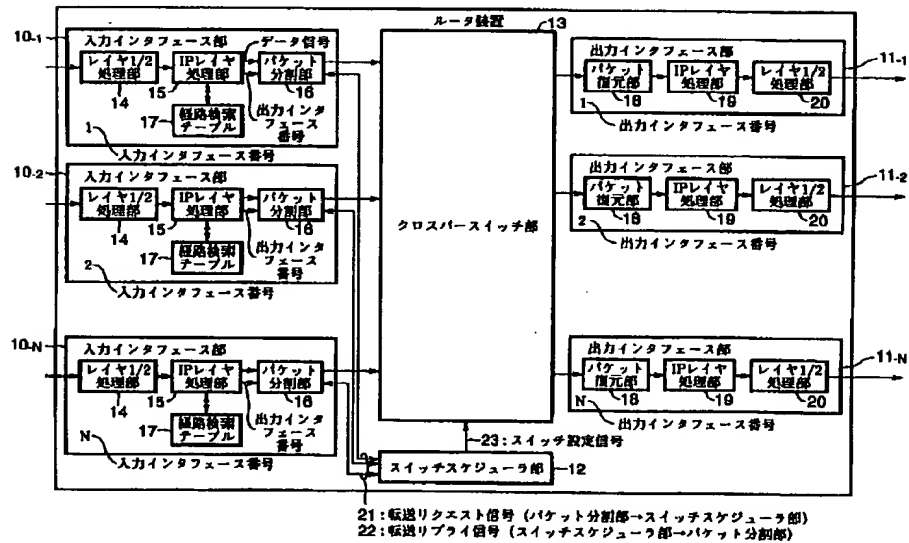 ルータ装置
13
10-1
入力インタフェース部
データ信号
レイヤ1/2
処理部
14
IPレイヤ
処理部
15
パケット
分割部
16
経路検索
テーブル
17
出力インタ
フェース
番号
1
入力インタフェース番号
10-2
入力インタフェース部
レイヤ1/2
処理部
14
IPレイヤ
処理部
15
パケット
分割部
16
経路検索
テーブル
17
出力インタ
フェース
番号
2
入力インタフェース番号
10-N
入力インタフェース部
レイヤ1/2
処理部
14
IPレイヤ
処理部
15
パケット
分割部
16
経路検索
テーブル
17
出力インタ
フェース
番号
N
入力インタフェース番号
クロスバースイッチ部
出力インタフェース部
11-1
パケット
復元部
18
IPレイヤ
処理部
19
レイヤ1/2
処理部
20
1
出力インタフェース番号
出力インタフェース部
11-2
パケット
復元部
18
IPレイヤ
処理部
19
レイヤ1/2
処理部
20
2
出力インタフェース番号
出力インタフェース部
11-N
パケット
復元部
18
IPレイヤ
処理部
19
レイヤ1/2
処理部
20
N
出力インタフェース番号
23:スイッチ設定信号
スイッチスケジューラ部
12
21:転送リクエスト信号(パケット分割部→スイッチスケジューラ部)
22:転送リプライ信号(スイッチスケジューラ部→パケット分割部)